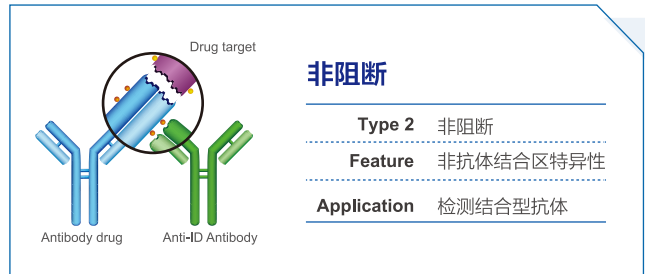 Drug target
Antibody drug
Anti-ID Antibody
非阻断
Type 2 非阻断
Feature 非抗体结合区特异性
Application 检测结合型抗体